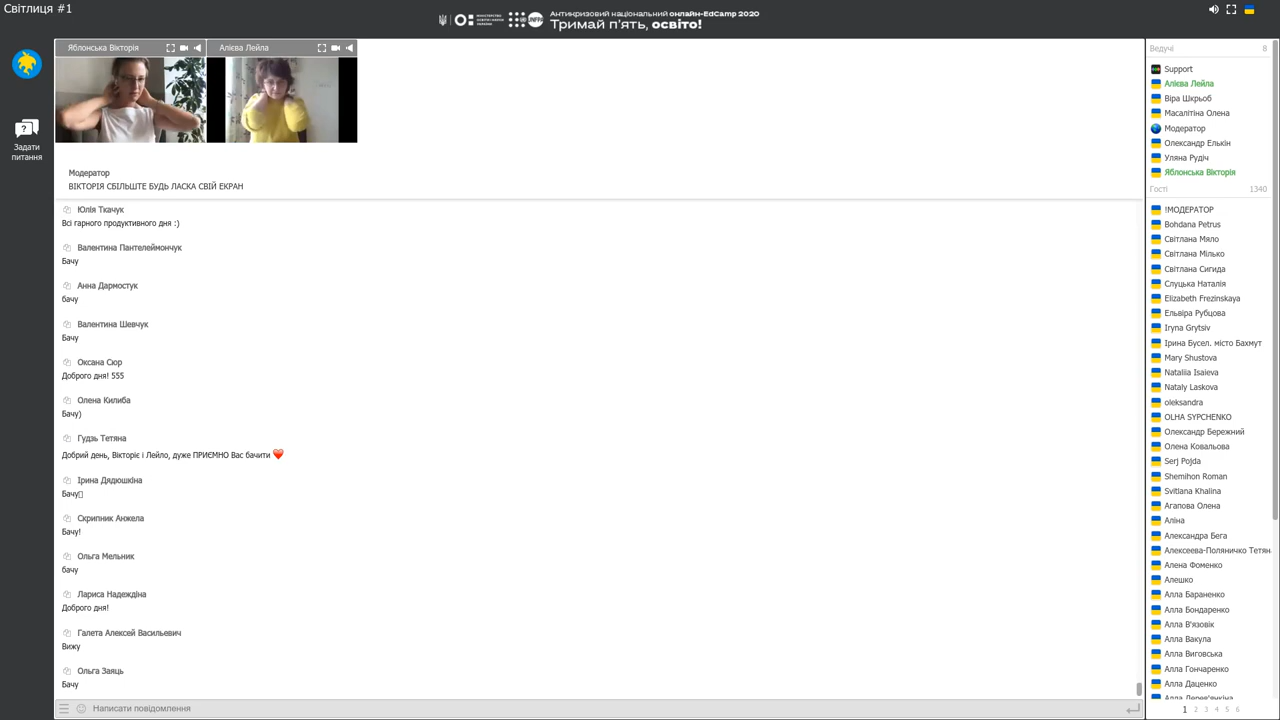 Світлиця #1
МІНІСТЕРСТВО
ОСВІТИ І НАУКИ
УКРАЇНИ
Антикризовий національний онлайн-EdCamp 2020
Тримай п'ять, освіто!
Задати
питання
Яблонська Вікторія
Алієва Лейла
Модератор
ВІКТОРІЯ СБІЛЬШТЕ БУДЬ ЛАСКА СВІЙ ЕКРАН
Юлія Ткачук
Всі гарного продуктивного дня :)
Валентина Пантелеймончук
Бачу
Анна Дармостук
бачу
Валентина Шевчук
Бачу
Оксана Сюр
Доброго дня! 555
Олена Килиба
Бачу)
Гудзь Тетяна
Добрий день, Вікторіє і Лейло, дуже ПРИЄМНО Вас бачити ❤️
Ірина Дядюшкіна
Бачу
Скрипник Анжела
Бачу!
Ольга Мельник
бачу
Лариса Надеждіна
Доброго дня!
Галета Алексей Васильевич
Вижу
Ольга Заяць
Бачу
Написати повідомлення
Ведучі 8
Support
Алієва Лейла
Віра Шкрьоб
Масалітіна Олена
Модератор
Олександр Елькін
Уляна Рудіч
Яблонська Вікторія
Гості 1340
!МОДЕРАТОР
Bohdana Petrus
Світлана Мяло
Світлана Мілько
Світлана Сигида
Слуцька Наталія
Elizabeth Frezinskaya
Ельвіра Рубцова
Iryna Grytsiv
Ірина Бусел. місто Бахмут
Mary Shustova
Nataliia Isaieva
Nataly Laskova
oleksandra
OLHA SYPCHENKO
Олександр Бережний
Олена Ковальова
Serj Pojda
Shemihon Roman
Svitlana Khalina
Агапова Олена
Аліна
Александра Бега
Алексеева-Поляничко Тетян
Алена Фоменко
Алешко
Алла Бараненко
Алла Бондаренко
Алла В'язовік
Алла Вакула
Алла Виговська
Алла Гончаренко
Алла Даценко
Алла Дерев'янкіна
1 2 3 4 5 6